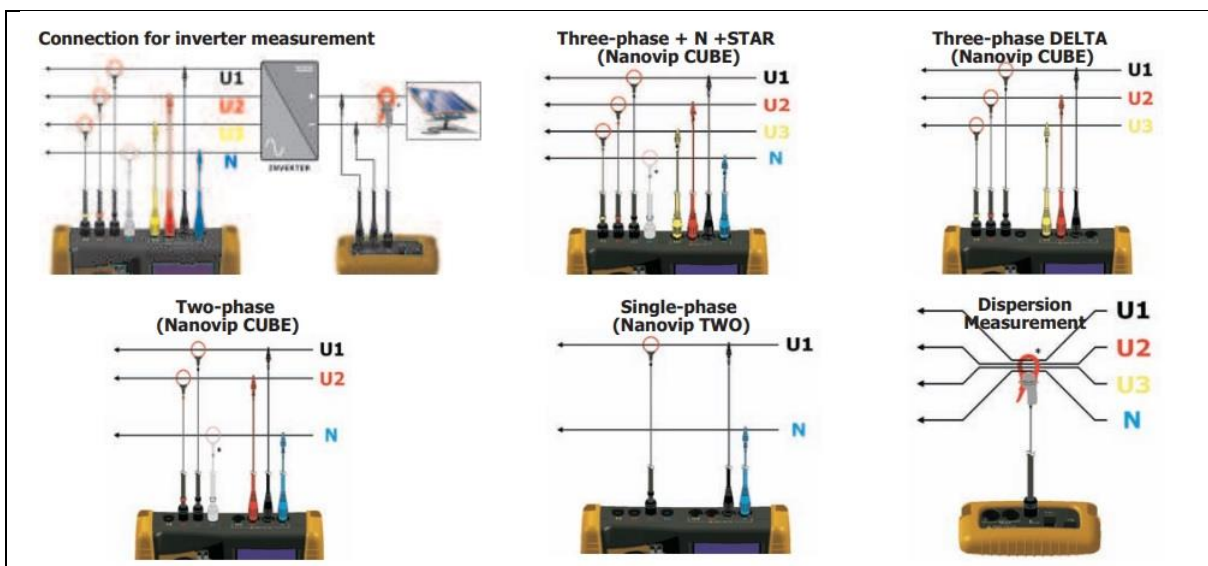 Connection for inverter measurement
U1
U2
U3
N
INVERTER
Three-phase + N +STAR
(Nanovip CUBE)
U1
U2
U3
N
*
Three-phase DELTA
(Nanovip CUBE)
U1
U2
U3
Two-phase
(Nanovip CUBE)
U1
U2
N
*
Single-phase
(Nanovip TWO)
U1
N
Dispersion
Measurement
U1
U2
U3
N
*